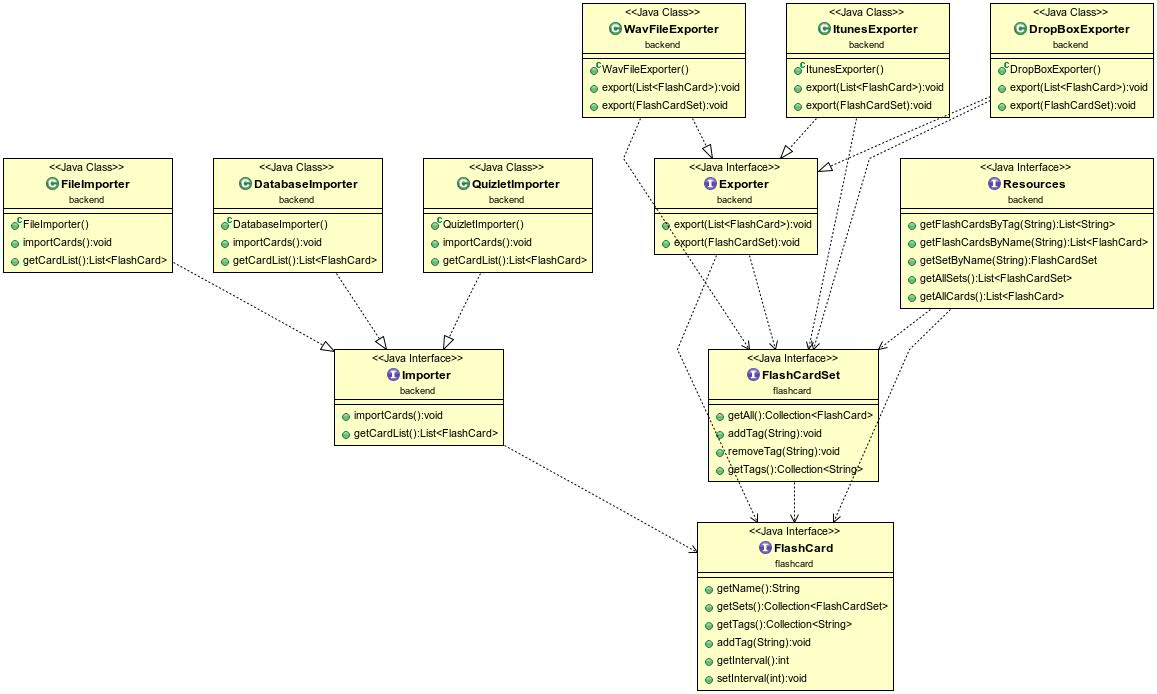 <<Java Class>>
WavFileExporter
backend
WavFileExporter()
export(List<FlashCard>):void
export(FlashCardSet):void
<<Java Class>>
ItunesExporter
backend
ItunesExporter()
export(List<FlashCard>):void
export(FlashCardSet):void
<<Java Class>>
DropBoxExporter
backend
DropBoxExporter()
export(List<FlashCard>):void
export(FlashCardSet):void
<<Java Class>>
FileImporter
backend
FileImporter()
importCards():void
getCardList():List<FlashCard>
<<Java Class>>
DatabaseImporter
backend
DatabaseImporter()
importCards():void
getCardList():List<FlashCard>
<<Java Class>>
QuizletImporter
backend
QuizletImporter()
importCards():void
getCardList():List<FlashCard>
<<Java Interface>>
Exporter
backend
export(List<FlashCard>):void
export(FlashCardSet):void
<<Java Interface>>
Resources
backend
getFlashCardsByTag(String):List<String>
getFlashCardsByName(String):List<FlashCard>
getSetByName(String):FlashCardSet
getAllSets():List<FlashCardSet>
getAllCards():List<FlashCard>
<<Java Interface>>
Importer
backend
importCards():void
getCardList():List<FlashCard>
<<Java Interface>>
FlashCardSet
flashcard
getAll():Collection<FlashCard>
addTag(String):void
removeTag(String):void
getTags():Collection<String>
<<Java Interface>>
FlashCard
flashcard
getName():String
getSets():Collection<FlashCardSet>
getTags():Collection<String>
addTag(String):void
getInterval():int
setInterval(int):void